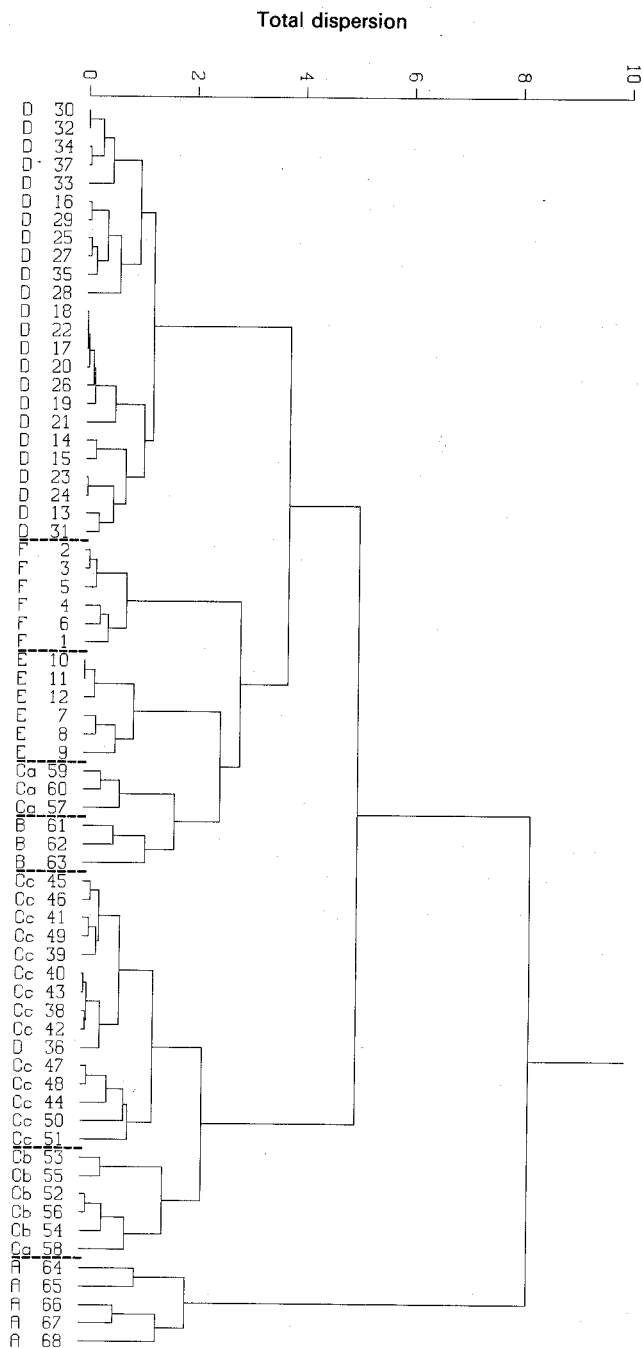 Total dispersion
0 2 4 6 8 10
D 30
D 32
D 34
D 37
D 33
D 16
D 29
D 25
D 27
D 35
D 28
D 18
D 22
D 17
D 20
D 26
D 19
D 21
D 14
D 15
D 23
D 24
D 13
D 31
F 2
F 3
F 5
F 4
F 6
F 1
E 10
E 11
E 12
E 7
E 8
E 9
Ca 59
Ca 60
Ca 57
B 61
B 62
B 63
Cc 45
Cc 46
Cc 41
Cc 49
Cc 39
Cc 40
Cc 43
Cc 38
Cc 42
D 36
Cc 47
Cc 48
Cc 44
Cc 50
Cc 51
Cb 53
Cb 55
Cb 52
Cb 56
Cb 54
Ca 58
A 64
A 65
A 66
A 67
A 68